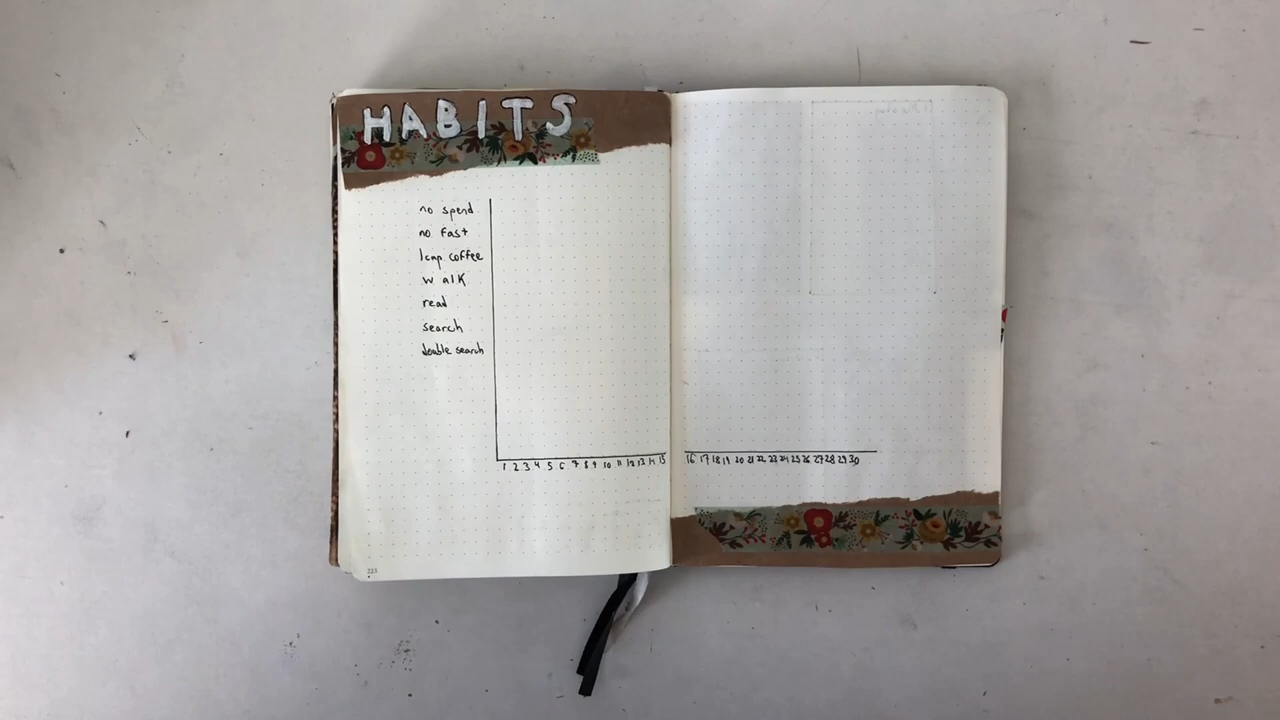 HABITS
no spend
no fast
1cup coffee
walk
read
search
double search
1 2 3 4 5 6 7 8 9 10 11 12 13 14 15
16 17 18 19 20 21 22 23 24 25 26 27 28 29 30
223